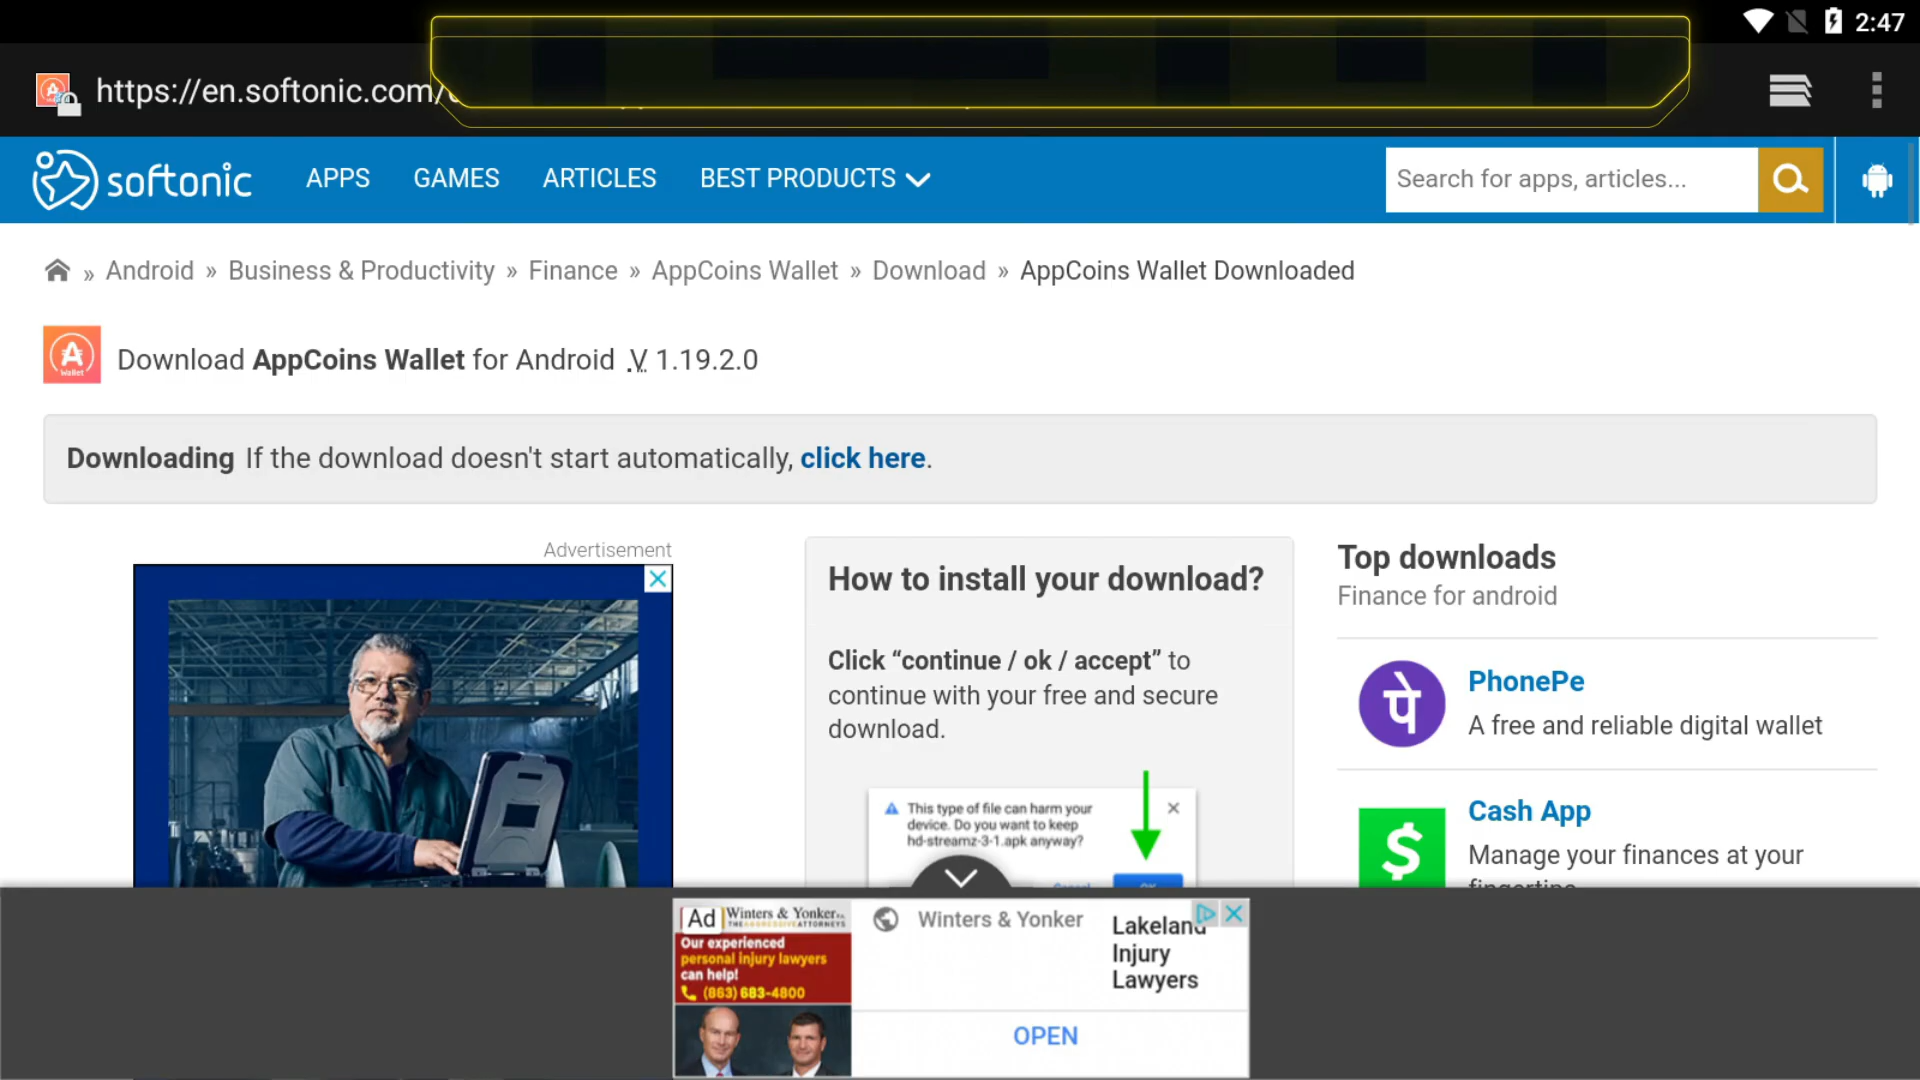 2:47
https://en.softonic.com/
softonic APPS GAMES ARTICLES BEST PRODUCTS Search for apps, articles...
» Android » Business & Productivity » Finance » AppCoins Wallet » Download » AppCoins Wallet Downloaded
A Wallet
Download AppCoins Wallet for Android V 1.19.2.0
Downloading If the download doesn't start automatically, click here.
Advertisement
How to install your download?
Click “continue / ok / accept” to
continue with your free and secure
download.
This type of file can harm your
device. Do you want to keep
hd-streamz-3-1.apk anyway?
Top downloads
Finance for android
पे
PhonePe
A free and reliable digital wallet
$
Cash App
Manage your finances at your
fingertips
Ad
Winters & Yonker P.A.
THE AGGRESSIVE ATTORNEYS
Our experienced
personal injury lawyers
can help!
(863) 683-4800
Winters & Yonker
Lakeland
Injury
Lawyers
OPEN